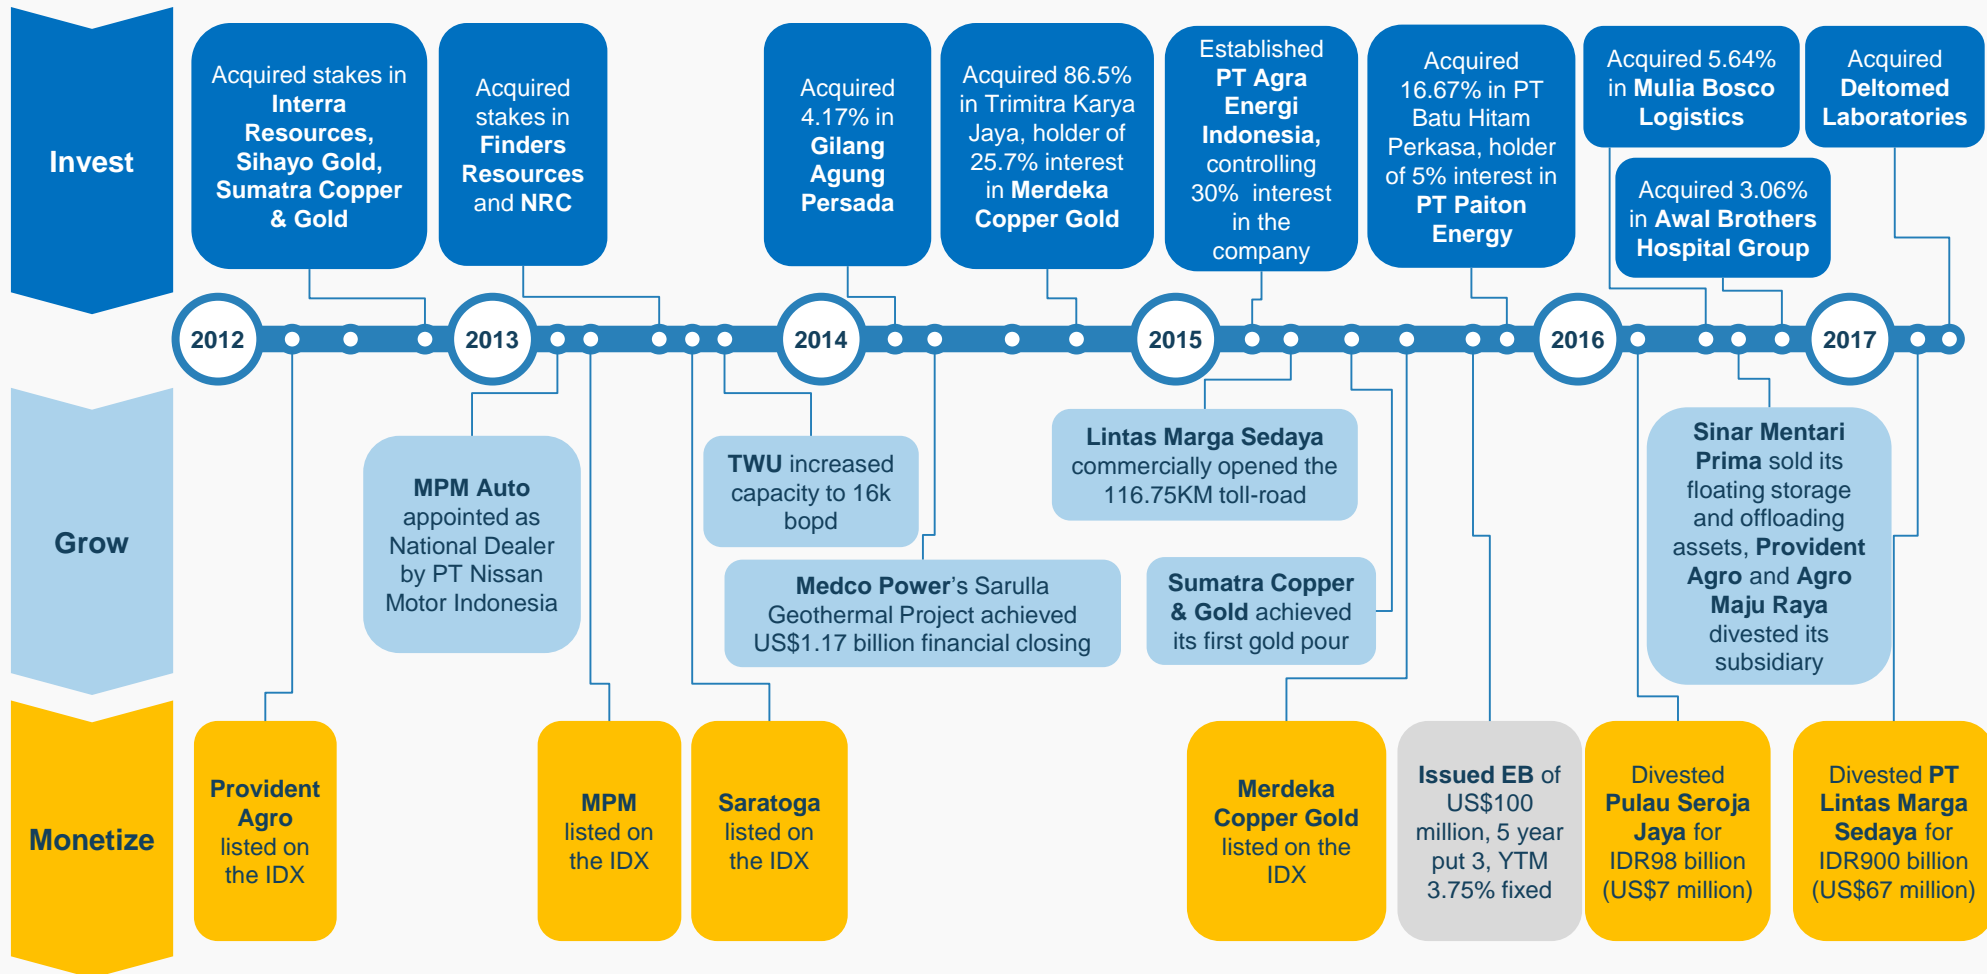 Invest
Acquired stakes in
Interra
Resources,
Sihayo Gold,
Sumatra Copper
& Gold
Acquired
stakes in
Finders
Resources
and NRC
Acquired
4.17% in
Gilang
Agung
Persada
Acquired 86.5%
in Trimitra Karya
Jaya, holder of
25.7% interest
in Merdeka
Copper Gold
Established
PT Agra
Energi
Indonesia,
controlling
30% interest
in the
company
Acquired
16.67% in PT
Batu Hitam
Perkasa, holder
of 5% interest in
PT Paiton
Energy
Acquired 5.64%
in Mulia Bosco
Logistics
Acquired 3.06%
in Awal Brothers
Hospital Group
Acquired
Deltomed
Laboratories
2012
2013
2014
2015
2016
2017
Grow
MPM Auto
appointed as
National Dealer
by PT Nissan
Motor Indonesia
TWU increased
capacity to 16k
bopd
Medco Power's Sarulla
Geothermal Project achieved
US$1.17 billion financial closing
Lintas Marga Sedaya
commercially opened the
116.75KM toll-road
Sumatra Copper
& Gold achieved
its first gold pour
Sinar Mentari
Prima sold its
floating storage
and offloading
assets, Provident
Agro and Agro
Maju Raya
divested its
subsidiary
Monetize
Provident
Agro
listed on
the IDX
MPM
listed on
the IDX
Saratoga
listed on
the IDX
Merdeka
Copper Gold
listed on the
IDX
Issued EB of
US$100
million, 5 year
put 3, YTM
3.75% fixed
Divested
Pulau Seroja
Jaya for
IDR98 billion
(US$7 million)
Divested PT
Lintas Marga
Sedaya for
IDR900 billion
(US$67 million)